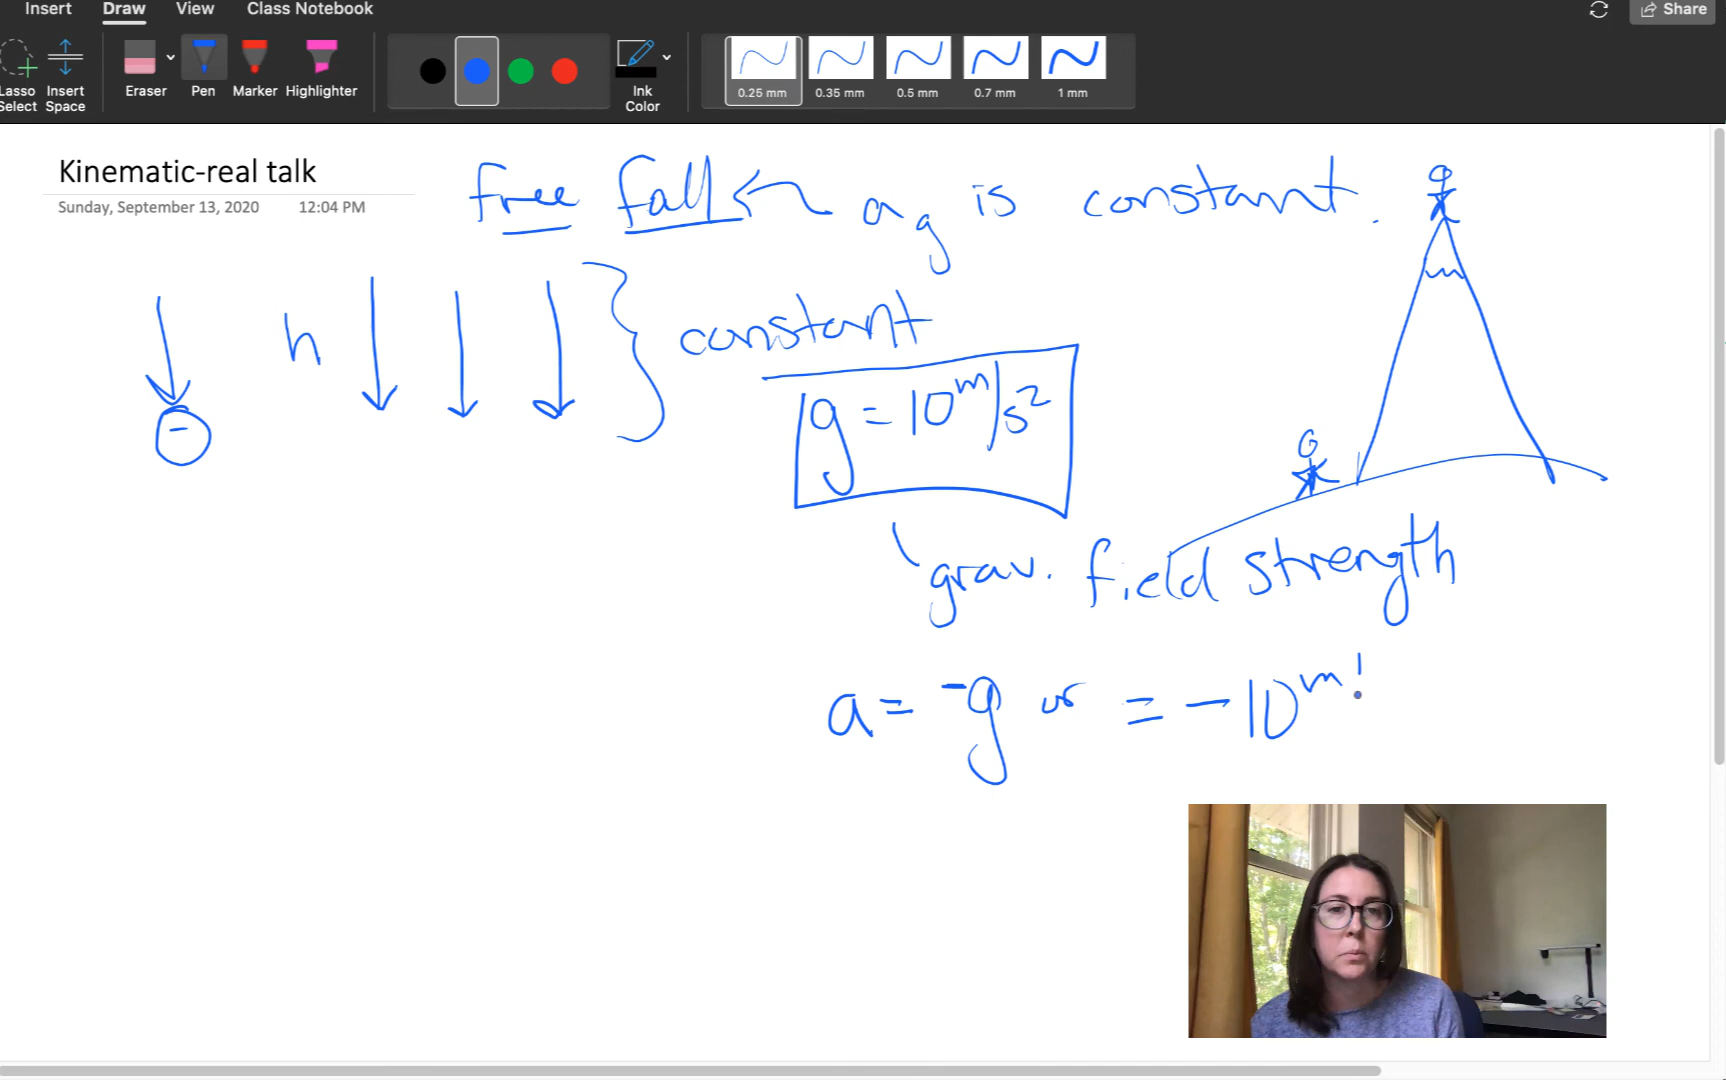 Insert Draw View Class Notebook Share
Lasso Select Insert Space Eraser Pen Marker Highlighter Ink Color 0.25 mm 0.35 mm 0.5 mm 0.7 mm 1 mm
Kinematic-real talk
Sunday, September 13, 2020 12:04 PM
free fall ← a_g is constant.
h
constant
g = 10 m/s²
grav. field strength
a = -g or = -10 m